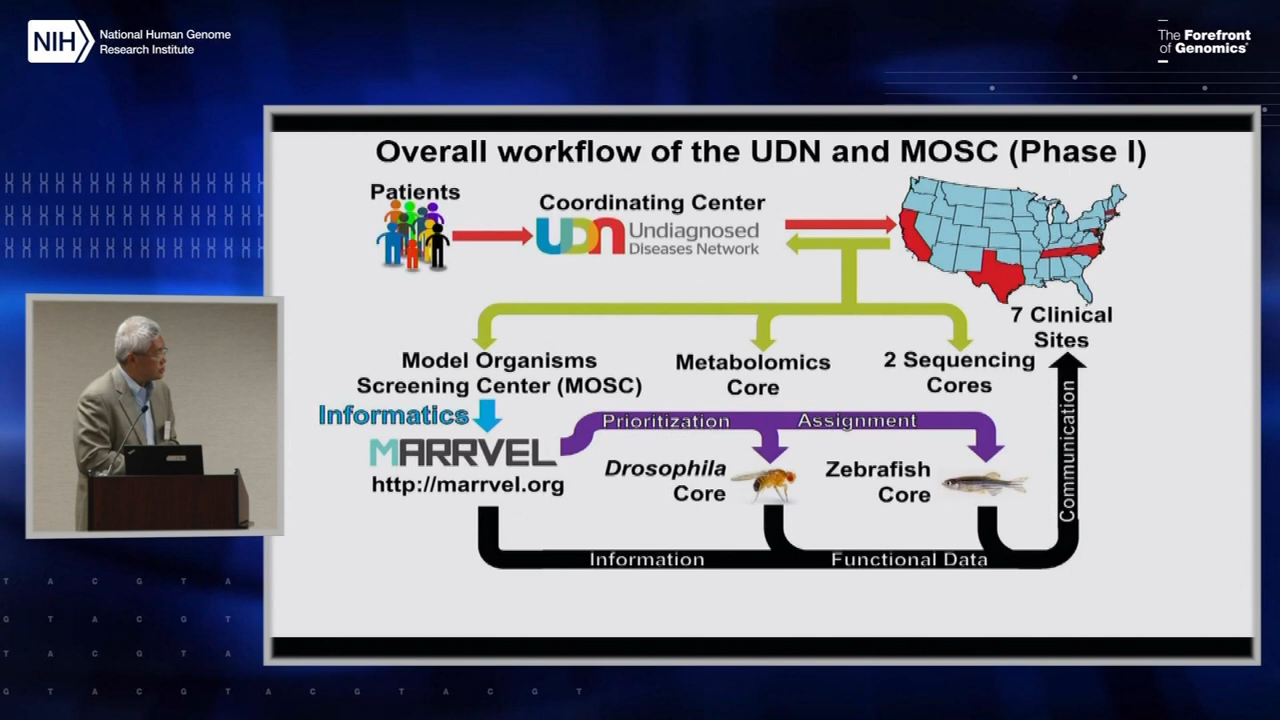 NIH
National Human Genome
Research Institute
The Forefront
of Genomics®
Overall workflow of the UDN and MOSC (Phase I)
Patients
Coordinating Center
UDN
Undiagnosed
Diseases Network
7 Clinical
Sites
Model Organisms
Screening Center (MOSC)
Metabolomics
Core
2 Sequencing
Cores
Informatics
MARRVEL
http://marrvel.org
Prioritization
Assignment
Drosophila
Core
Zebrafish
Core
Communication
Information
Functional Data
T A C G T A
G T A C G T
T A C G T A
G T A C G T A C G T A C G T